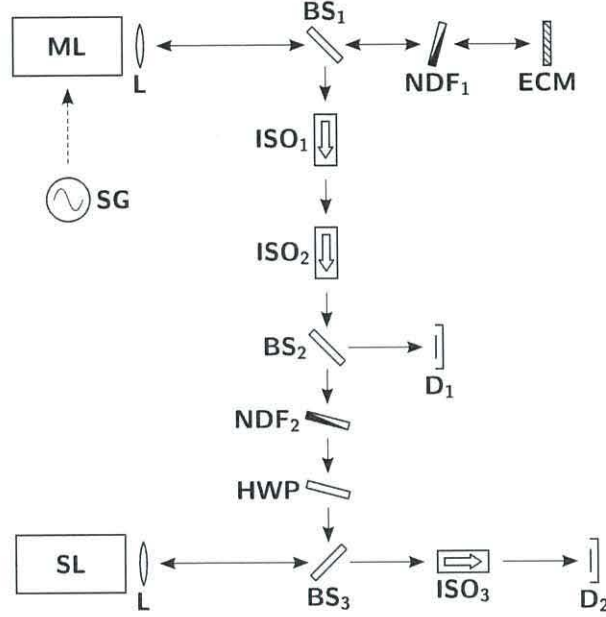 BS₁
ML
L
NDF₁
ECM
ISO₁
SG
ISO₂
BS₂
D₁
NDF₂
HWP
SL
L
BS₃
ISO₃
D₂